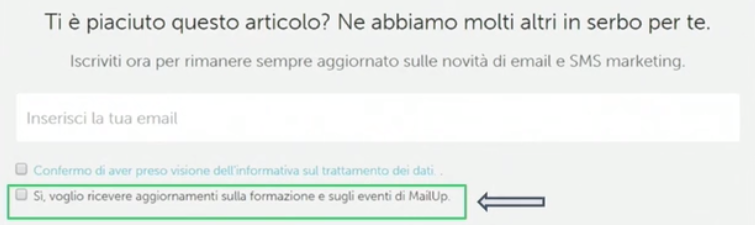 Ti è piaciuto questo articolo? Ne abbiamo molti altri in serbo per te.
Iscriviti ora per rimanere sempre aggiornato sulle novità di email e SMS marketing.
Inserisci la tua email
Confermo di aver preso visione dell'informativa sul trattamento dei dati. .
Sì, voglio ricevere aggiornamenti sulla formazione e sugli eventi di MailUp.